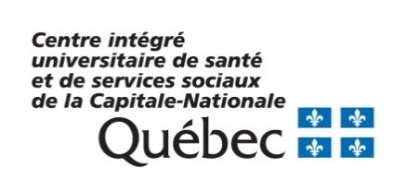 Centre intégré
universitaire de santé
et de services sociaux
de la Capitale-Nationale
Québec